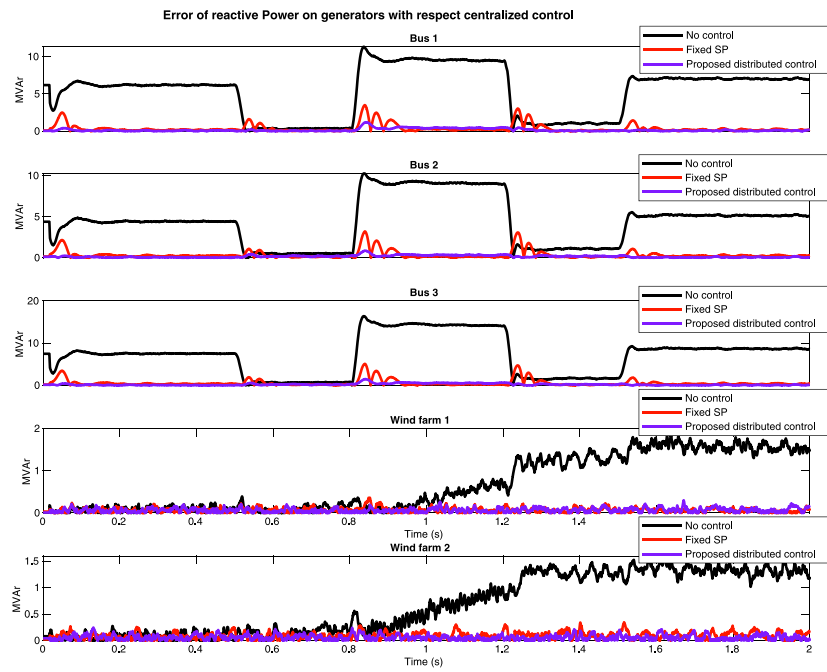 Error of reactive Power on generators with respect centralized control
Bus 1
No control
Fixed SP
Proposed distributed control
MVAr
10
5
0
Bus 2
No control
Fixed SP
Proposed distributed control
MVAr
10
5
0
Bus 3
No control
Fixed SP
Proposed distributed control
MVAr
20
10
0
Wind farm 1
No control
Fixed SP
Proposed distributed control
MVAr
2
1
0
0 0.2 0.4 0.6 0.8 1 1.2 1.4
Time (s)
Wind farm 2
No control
Fixed SP
Proposed distributed control
MVAr
1.5
1
0.5
0
0 0.2 0.4 0.6 0.8 1 1.2 1.4 1.6 1.8 2
Time (s)